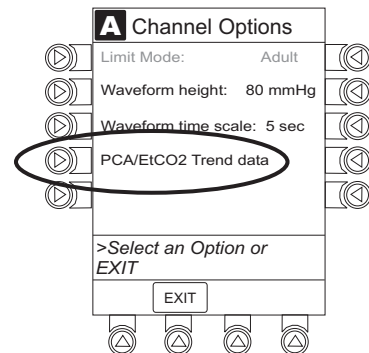 A Channel Options
Limit Mode: Adult
Waveform height: 80 mmHg
Waveform time scale: 5 sec
PCA/EtCO2 Trend data
>Select an Option or
EXIT
EXIT